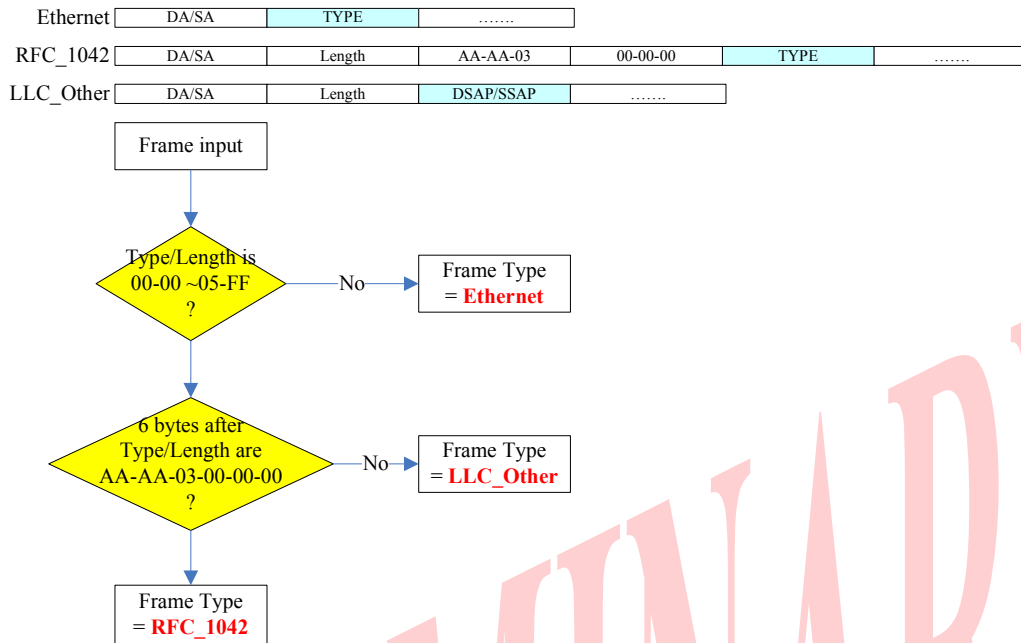 Ethernet DA/SA TYPE .......
RFC_1042 DA/SA Length AA-AA-03 00-00-00 TYPE .......
LLC_Other DA/SA Length DSAP/SSAP .......
Frame input
Type/Length is
00-00 ~05-FF
?
No
Frame Type
= Ethernet
6 bytes after
Type/Length are
AA-AA-03-00-00-00
?
No
Frame Type
= LLC_Other
Frame Type
= RFC_1042